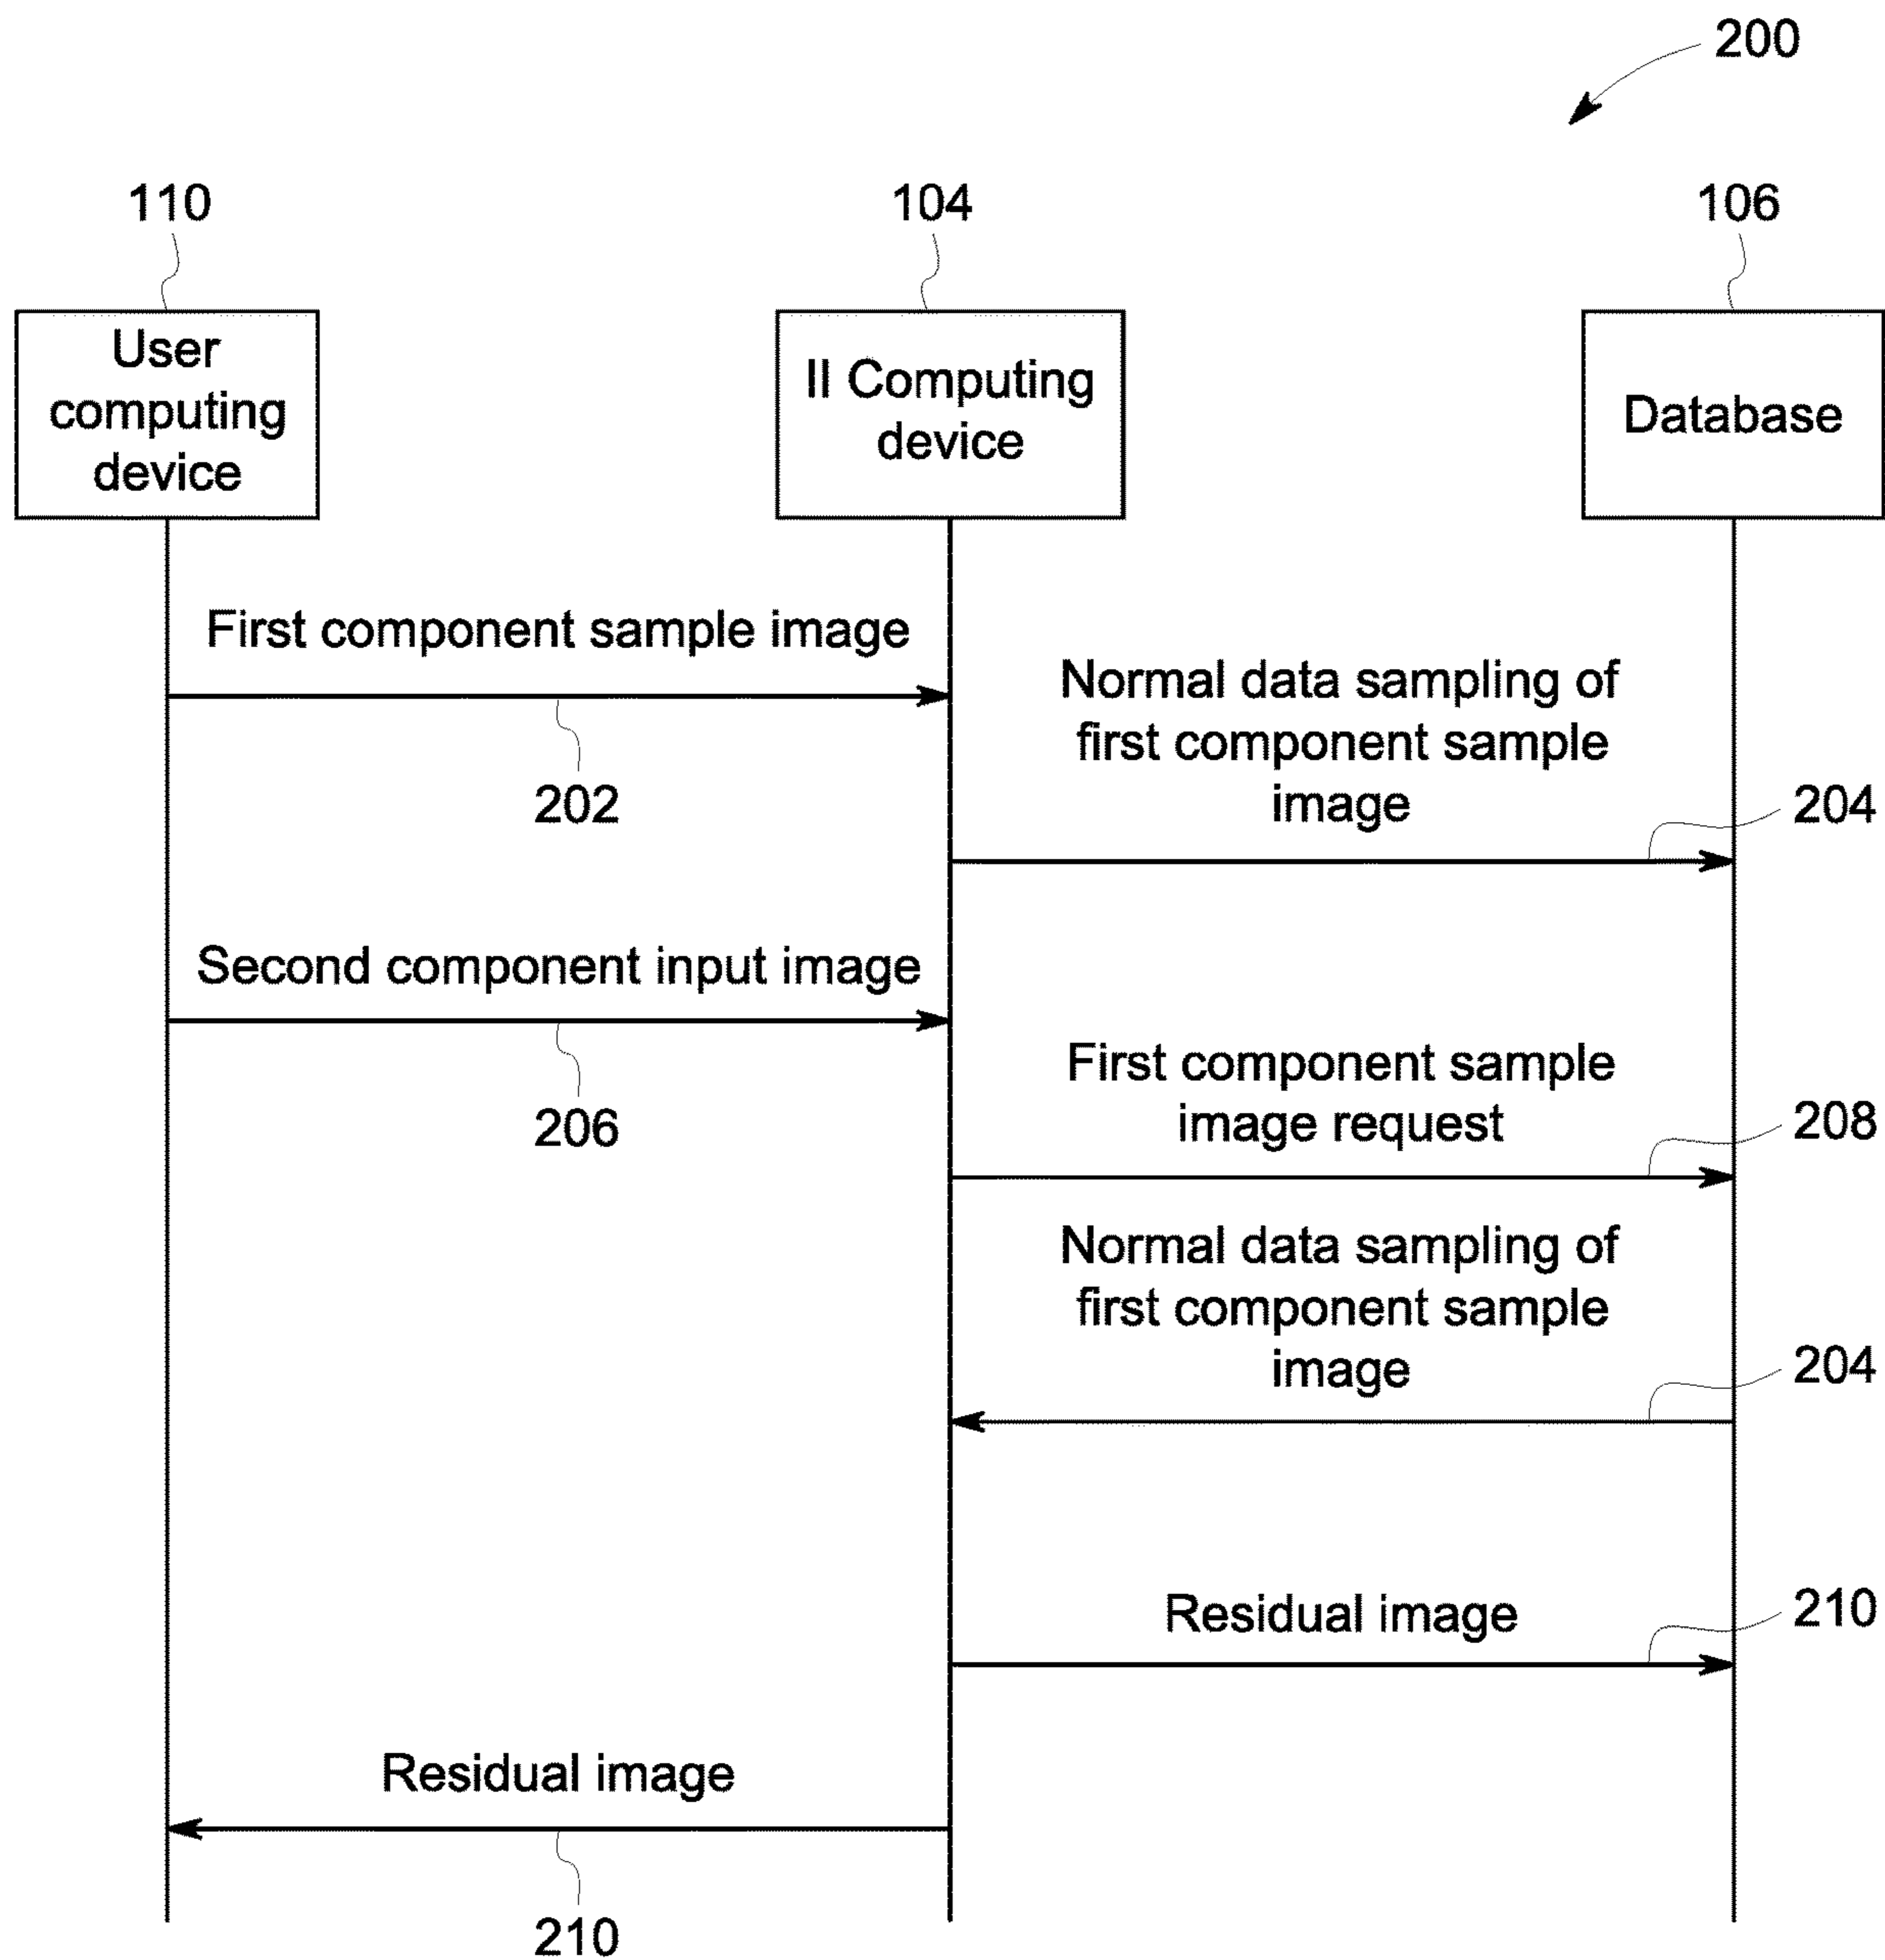 200
110
104
106
User
computing
device
II Computing
device
Database
First component sample image
202
Normal data sampling of
first component sample
image
204
Second component input image
206
First component sample
image request
208
Normal data sampling of
first component sample
image
204
Residual image
210
Residual image
210